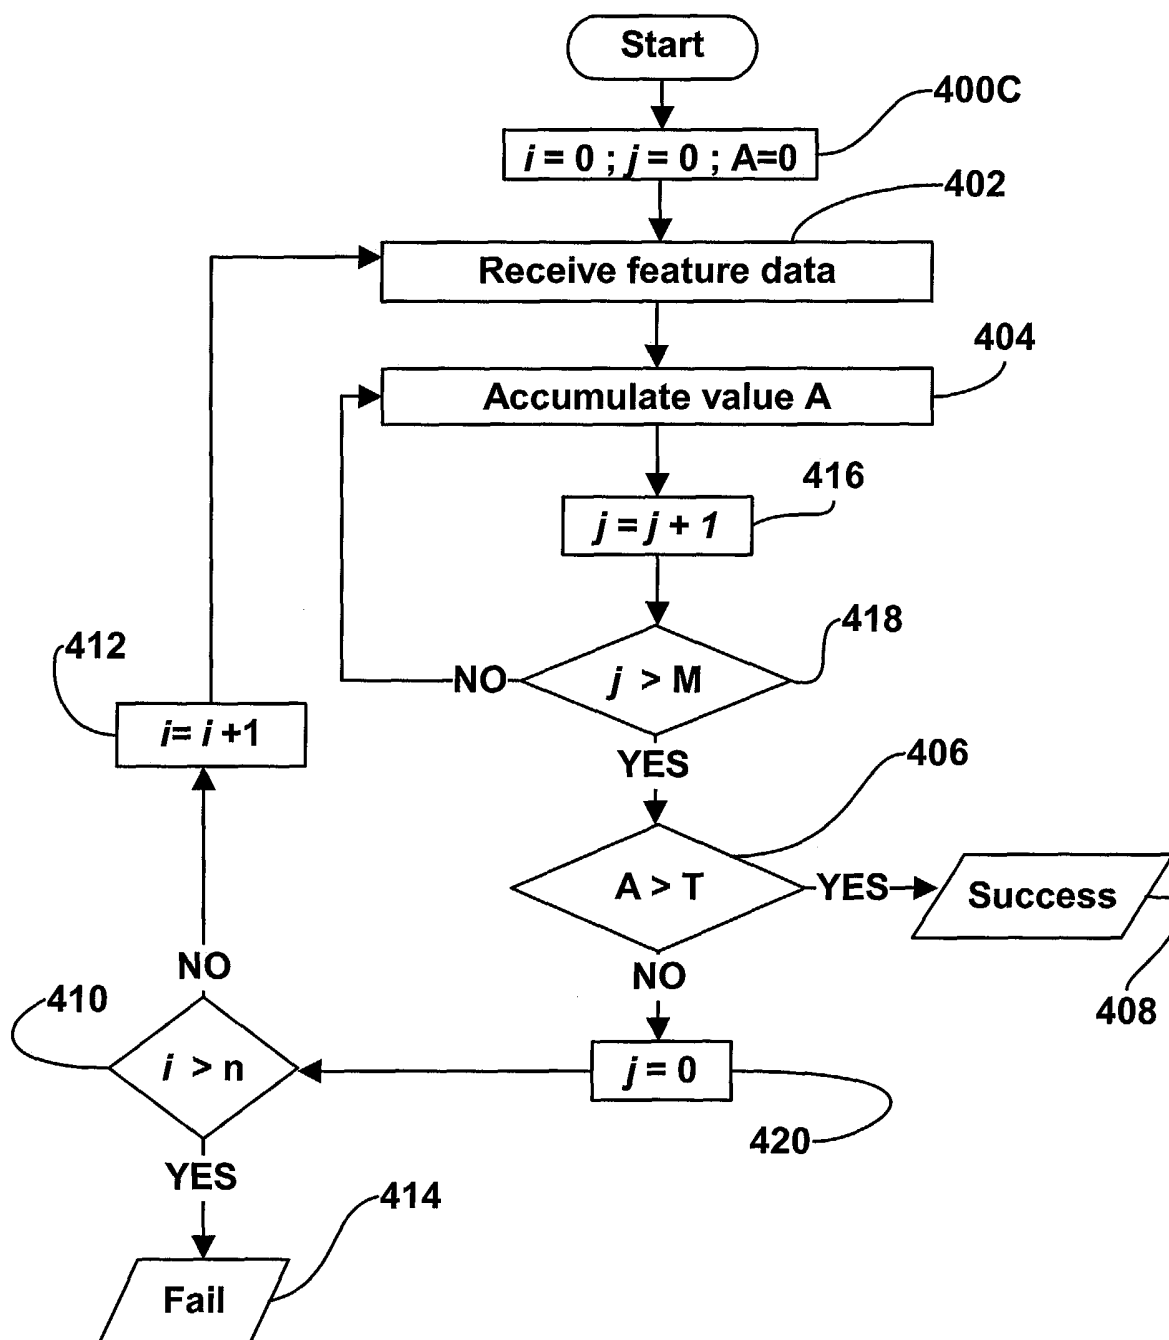 Start
400C
i = 0 ; j = 0 ; A=0
402
Receive feature data
404
Accumulate value A
416
j = j + 1
418
412
NO
j > M
i= i +1
YES
406
A > T
YES
Success
NO
NO
410
408
i > n
j = 0
420
YES
414
Fail